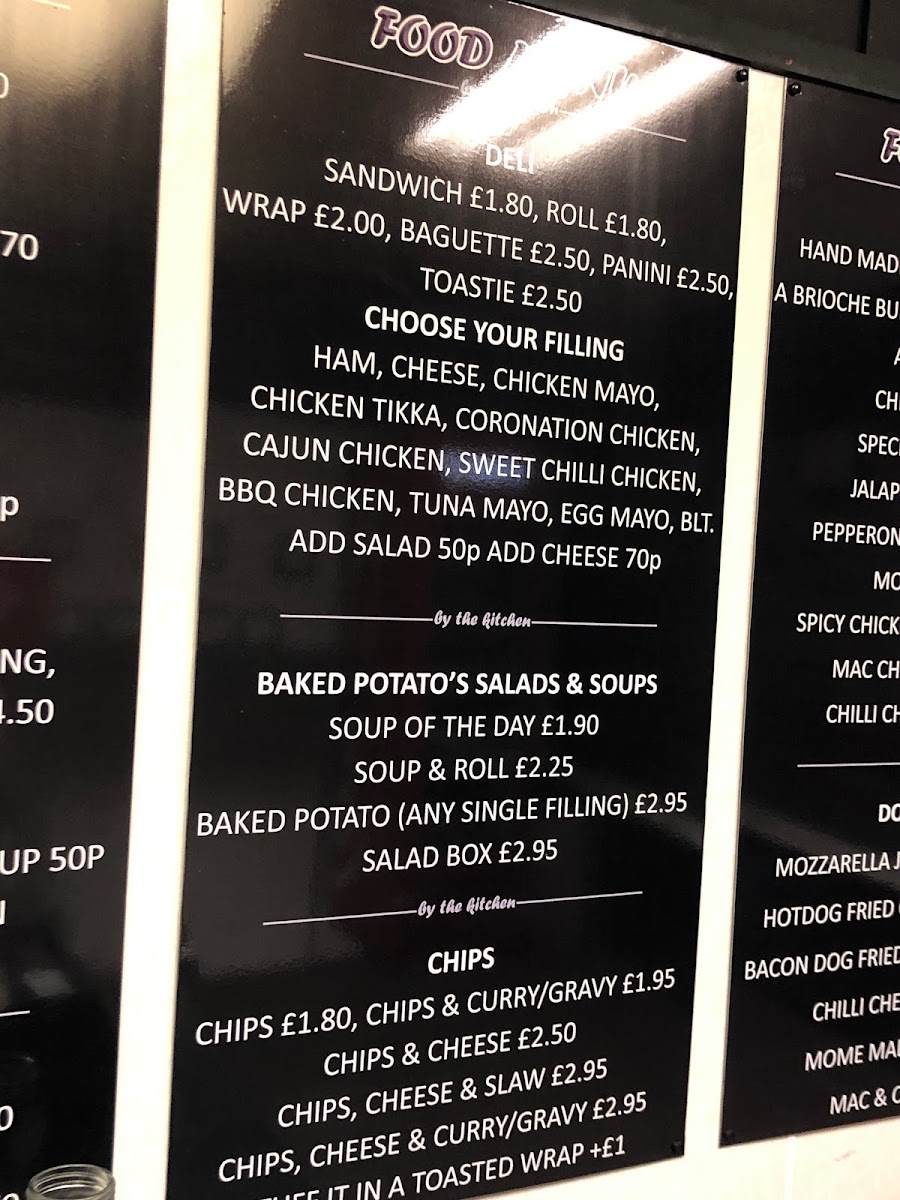 70
p
NG,
4.50
UP 50P
FOOD
DELI
SANDWICH £1.80, ROLL £1.80,
WRAP £2.00, BAGUETTE £2.50, PANINI £2.50,
TOASTIE £2.50
CHOOSE YOUR FILLING
HAM, CHEESE, CHICKEN MAYO,
CHICKEN TIKKA, CORONATION CHICKEN,
CAJUN CHICKEN, SWEET CHILLI CHICKEN,
BBQ CHICKEN, TUNA MAYO, EGG MAYO, BLT.
ADD SALAD 50p ADD CHEESE 70p
by the kitchen
BAKED POTATO'S SALADS & SOUPS
SOUP OF THE DAY £1.90
SOUP & ROLL £2.25
BAKED POTATO (ANY SINGLE FILLING) £2.95
SALAD BOX £2.95
by the kitchen
CHIPS
CHIPS £1.80, CHIPS & CURRY/GRAVY £1.95
CHIPS & CHEESE £2.50
CHIPS, CHEESE & SLAW £2.95
CHIPS, CHEESE & CURRY/GRAVY £2.95
IT IN A TOASTED WRAP +£1
HAND MAD
A BRIOCHE BU
CHI
SPEC
JALAP
PEPPERON
MO
SPICY CHICK
MAC CH
CHILLI CH
DO
MOZZARELLA
HOTDOG FRIED
BACON DOG FRIED
CHILLI CHE
MOME MA
MAC &